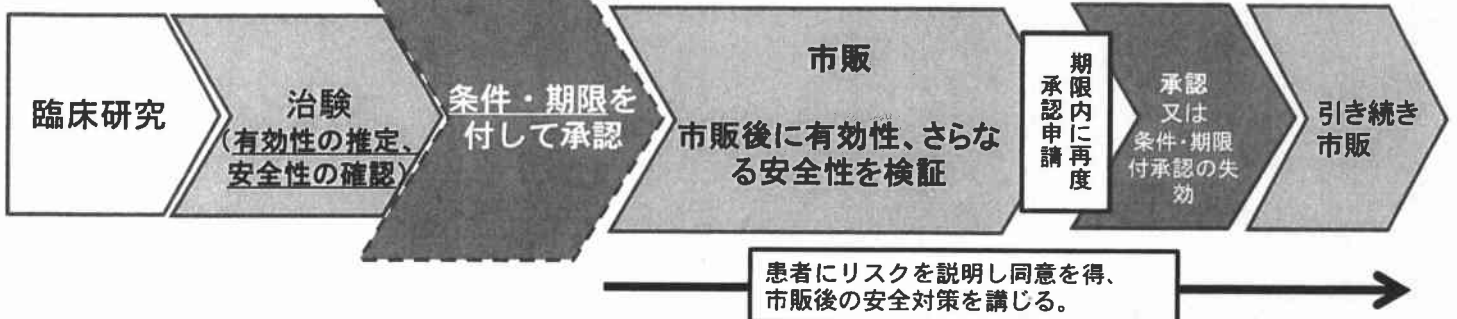 臨床研究
治験
(有効性の推定、
安全性の確認)
条件・期限を
付して承認
市販
市販後に有効性、さらな
る安全性を検証
期限内に再度
承認申請
承認
又は
条件・期限
付承認の失
効
引き続き
市販
患者にリスクを説明し同意を得、
市販後の安全対策を講じる。